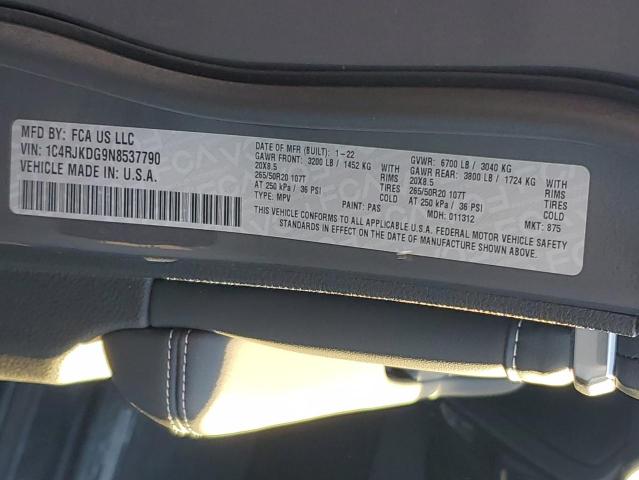 MFD BY: FCA US LLC
VIN: 1C4RJKDG9N8537790
VEHICLE MADE IN: U.S.A.
DATE OF MFR (BUILT): 1-22
GAWR FRONT: 3200 LB / 1452 KG WITH
20X8.5 RIMS
265/50R20 107T TIRES
AT 250 kPa / 36 PSI COLD
TYPE: MPV PAINT: PAS
GVWR: 6700 LB / 3040 KG
GAWR REAR: 3800 LB / 1724 KG WITH
20X8.5 RIMS
265/50R20 107T TIRES
AT 250 kPa / 36 PSI COLD
MDH: 011312 MKT: 875
THIS VEHICLE CONFORMS TO ALL APPLICABLE U.S.A. FEDERAL MOTOR VEHICLE SAFETY
STANDARDS IN EFFECT ON THE DATE OF MANUFACTURE SHOWN ABOVE.